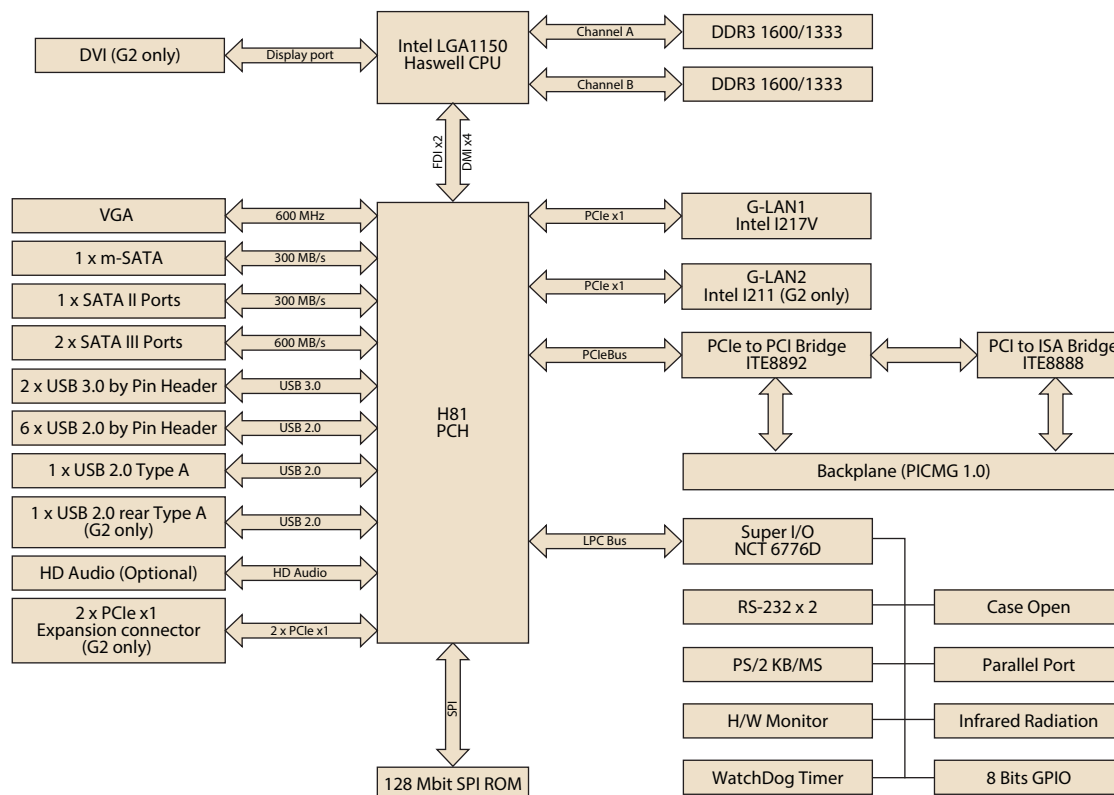 DVI (G2 only)
Display port
Intel LGA1150
Haswell CPU
Channel A
DDR3 1600/1333
Channel B
DDR3 1600/1333
FDI x2
DMI x4
VGA
600 MHz
1 x m-SATA
300 MB/s
1 x SATA II Ports
300 MB/s
2 x SATA III Ports
600 MB/s
2 x USB 3.0 by Pin Header
USB 3.0
6 x USB 2.0 by Pin Header
USB 2.0
1 x USB 2.0 Type A
USB 2.0
1 x USB 2.0 rear Type A
(G2 only)
USB 2.0
HD Audio (Optional)
HD Audio
2 x PCIe x1
Expansion connector
(G2 only)
2 x PCIe x1
H81
PCH
PCIe x1
G-LAN1
Intel I217V
PCIe x1
G-LAN2
Intel I211 (G2 only)
PCIeBus
PCIe to PCI Bridge
ITE8892
PCI to ISA Bridge
ITE8888
Backplane (PICMG 1.0)
LPC Bus
Super I/O
NCT 6776D
RS-232 x 2
Case Open
PS/2 KB/MS
Parallel Port
H/W Monitor
Infrared Radiation
WatchDog Timer
8 Bits GPIO
SPI
128 Mbit SPI ROM